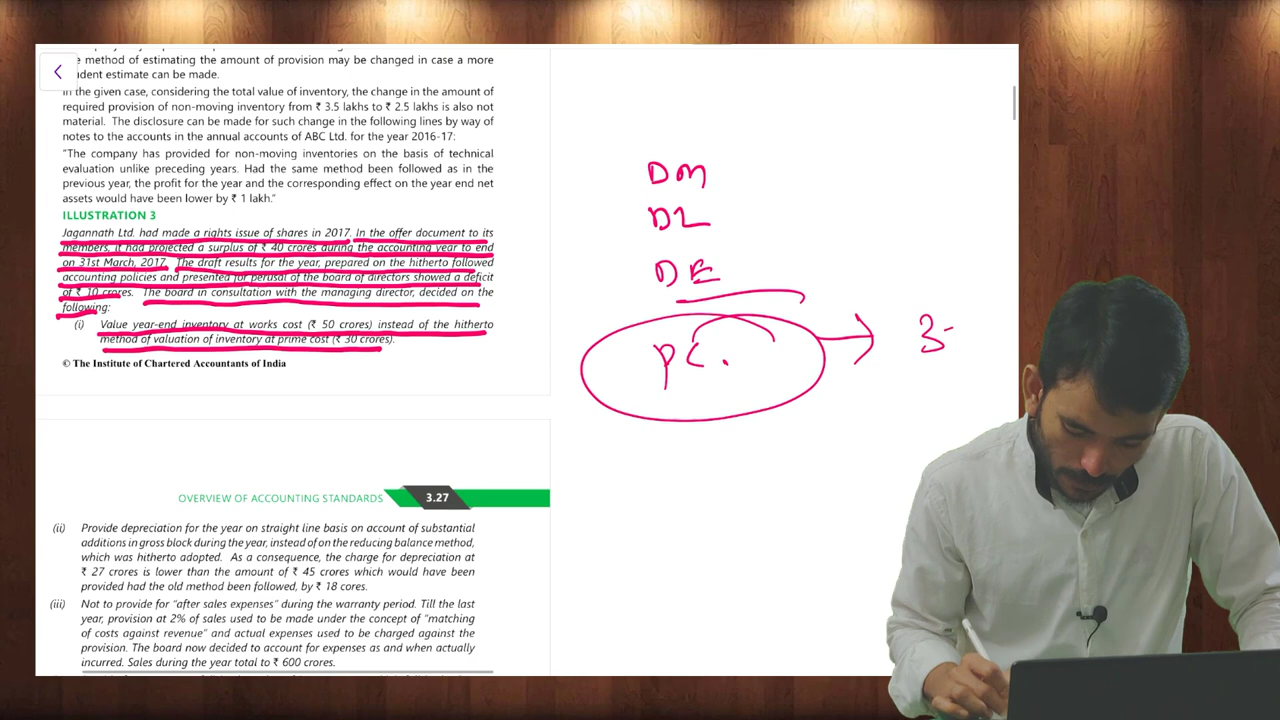 e method of estimating the amount of provision may be changed in case a more
dent estimate can be made.
In the given case, considering the total value of inventory, the change in the amount of
required provision of non-moving inventory from ₹ 3.5 lakhs to ₹ 2.5 lakhs is also not
material. The disclosure can be made for such change in the following lines by way of
notes to the accounts in the annual accounts of ABC Ltd. for the year 2016-17:
"The company has provided for non-moving inventories on the basis of technical
evaluation unlike preceding years. Had the same method been followed as in the
previous year, the profit for the year and the corresponding effect on the year end net
assets would have been lower by ₹ 1 lakh."
ILLUSTRATION 3
Jagannath Ltd. had made a rights issue of shares in 2017. In the offer document to its
members, it had projected a surplus of ₹ 40 crores during the accounting year to end
on 31st March, 2017. The draft results for the year, prepared on the hitherto followed
accounting policies and presented for perusal of the board of directors showed a deficit
of ₹ 10 crores. The board in consultation with the managing director, decided on the
following:
(i) Value year-end inventory at works cost (₹ 50 crores) instead of the hitherto
method of valuation of inventory at prime cost (₹ 30 crores).
© The Institute of Chartered Accountants of India
OVERVIEW OF ACCOUNTING STANDARDS 3.27
(ii) Provide depreciation for the year on straight line basis on account of substantial
additions in gross block during the year, instead of on the reducing balance method,
which was hitherto adopted. As a consequence, the charge for depreciation at
₹ 27 crores is lower than the amount of ₹ 45 crores which would have been
provided had the old method been followed, by ₹ 18 cores.
(iii) Not to provide for "after sales expenses" during the warranty period. Till the last
year, provision at 2% of sales used to be made under the concept of "matching
of costs against revenue" and actual expenses used to be charged against the
provision. The board now decided to account for expenses as and when actually
incurred. Sales during the year total to ₹ 600 crores.
DM
DL
DE
PC. → 3